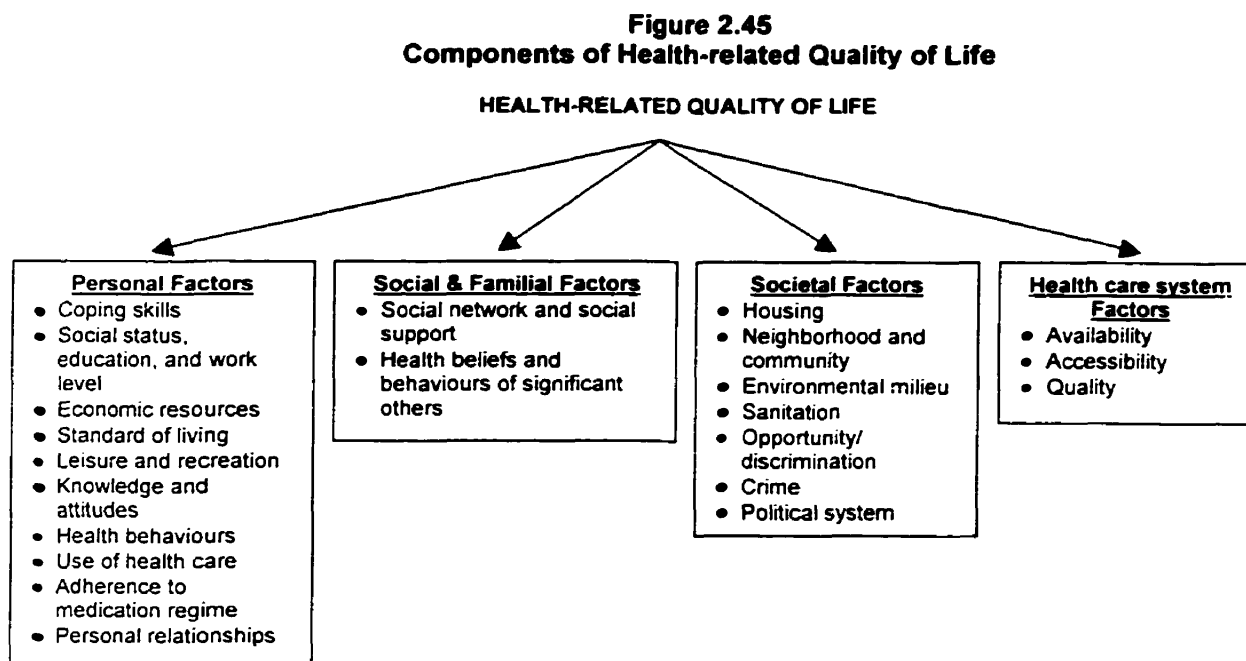 Figure 2.45
Components of Health-related Quality of Life
HEALTH-RELATED QUALITY OF LIFE
Personal Factors
● Coping skills
● Social status,
education, and work
level
● Economic resources
● Standard of living
● Leisure and recreation
● Knowledge and
attitudes
● Health behaviours
● Use of health care
● Adherence to
medication regime
● Personal relationships
Social & Familial Factors
● Social network and social
support
● Health beliefs and
behaviours of significant
others
Societal Factors
● Housing
● Neighborhood and
community
● Environmental milieu
● Sanitation
● Opportunity/
discrimination
● Crime
● Political system
Health care system
Factors
● Availability
● Accessibility
● Quality